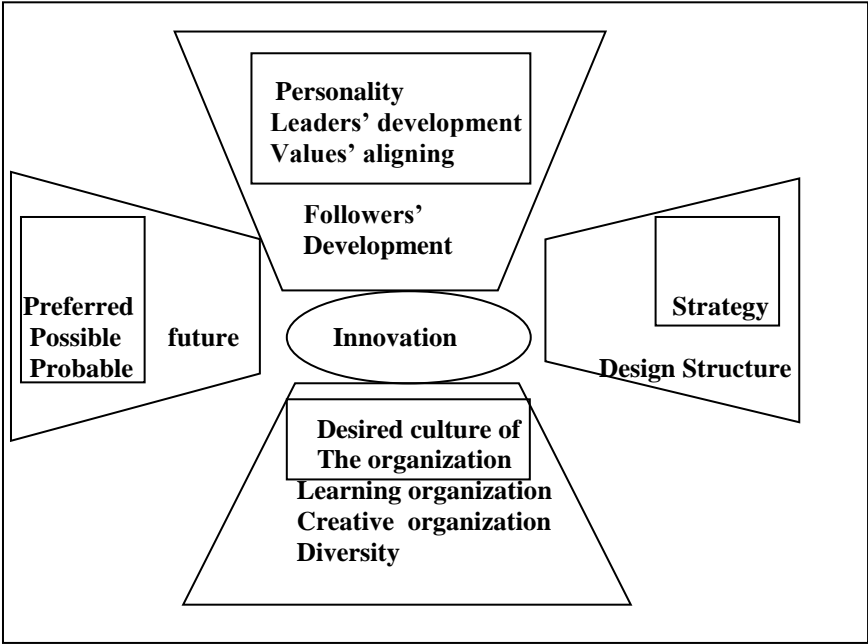 Personality
Leaders’ development
Values’ aligning
Followers’
Development
Preferred
Possible
Probable
future
Innovation
Strategy
Design Structure
Desired culture of
The organization
Learning organization
Creative organization
Diversity